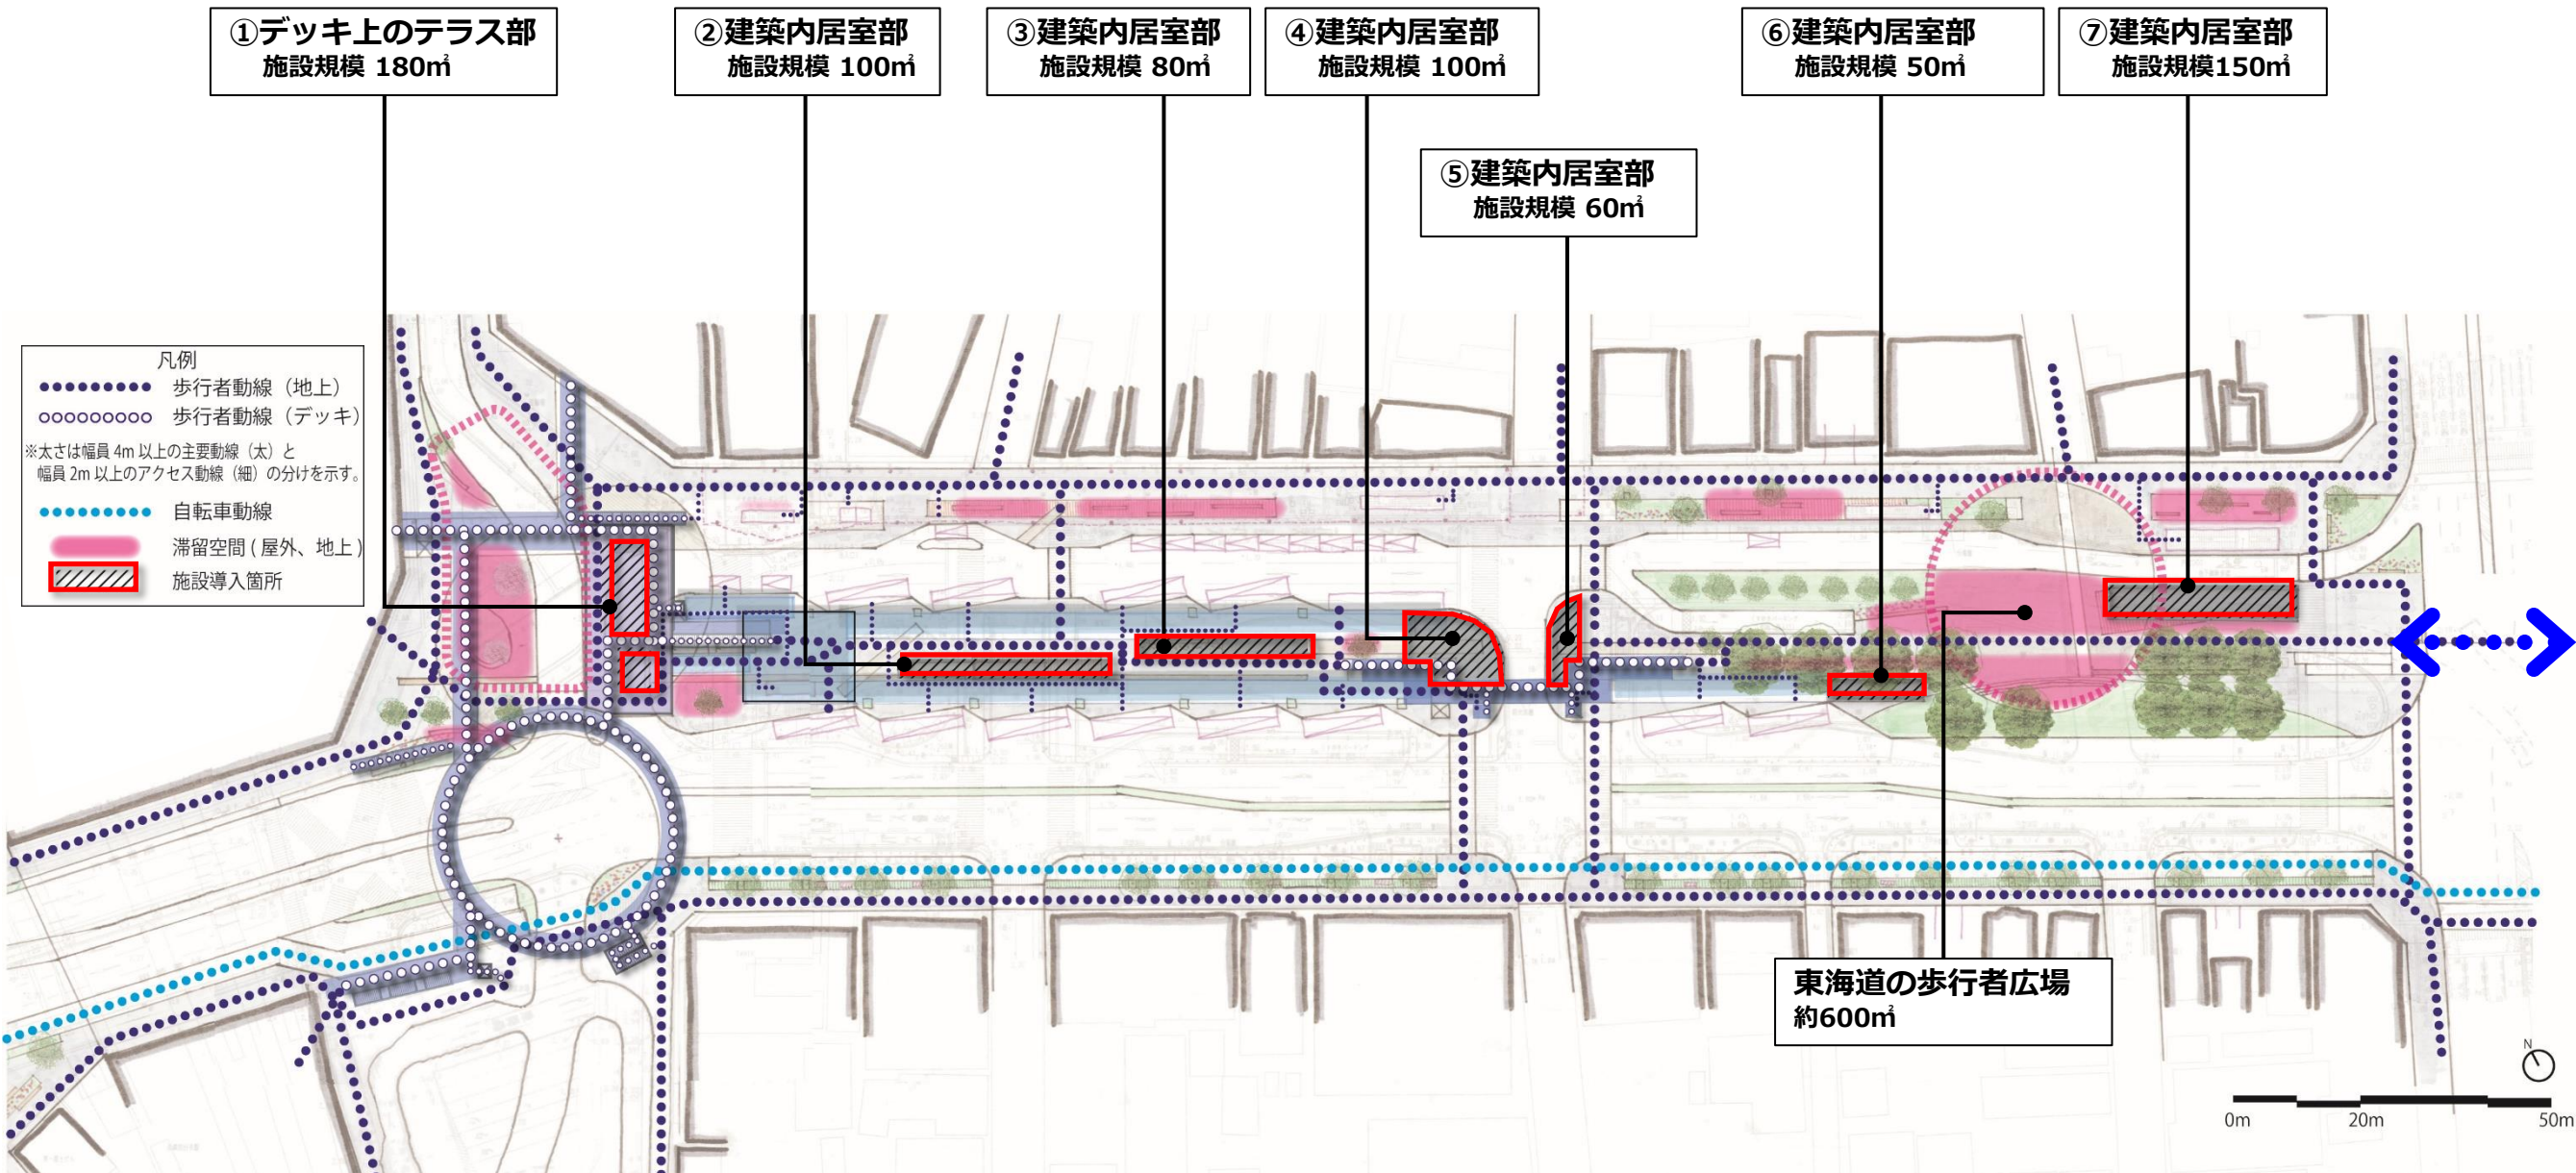 ①デッキ上のテラス部
施設規模 180㎡
②建築内居室部
施設規模 100㎡
③建築内居室部
施設規模 80㎡
④建築内居室部
施設規模 100㎡
⑥建築内居室部
施設規模 50㎡
⑦建築内居室部
施設規模150㎡
⑤建築内居室部
施設規模 60㎡
凡例
歩行者動線（地上）
歩行者動線（デッキ）
※太さは幅員 4m 以上の主要動線（太）と
幅員 2m 以上のアクセス動線（細）の分けを示す。
自転車動線
滞留空間 ( 屋外、地上 )
施設導入箇所
東海道の歩行者広場
約600㎡
N
0m
20m
50m